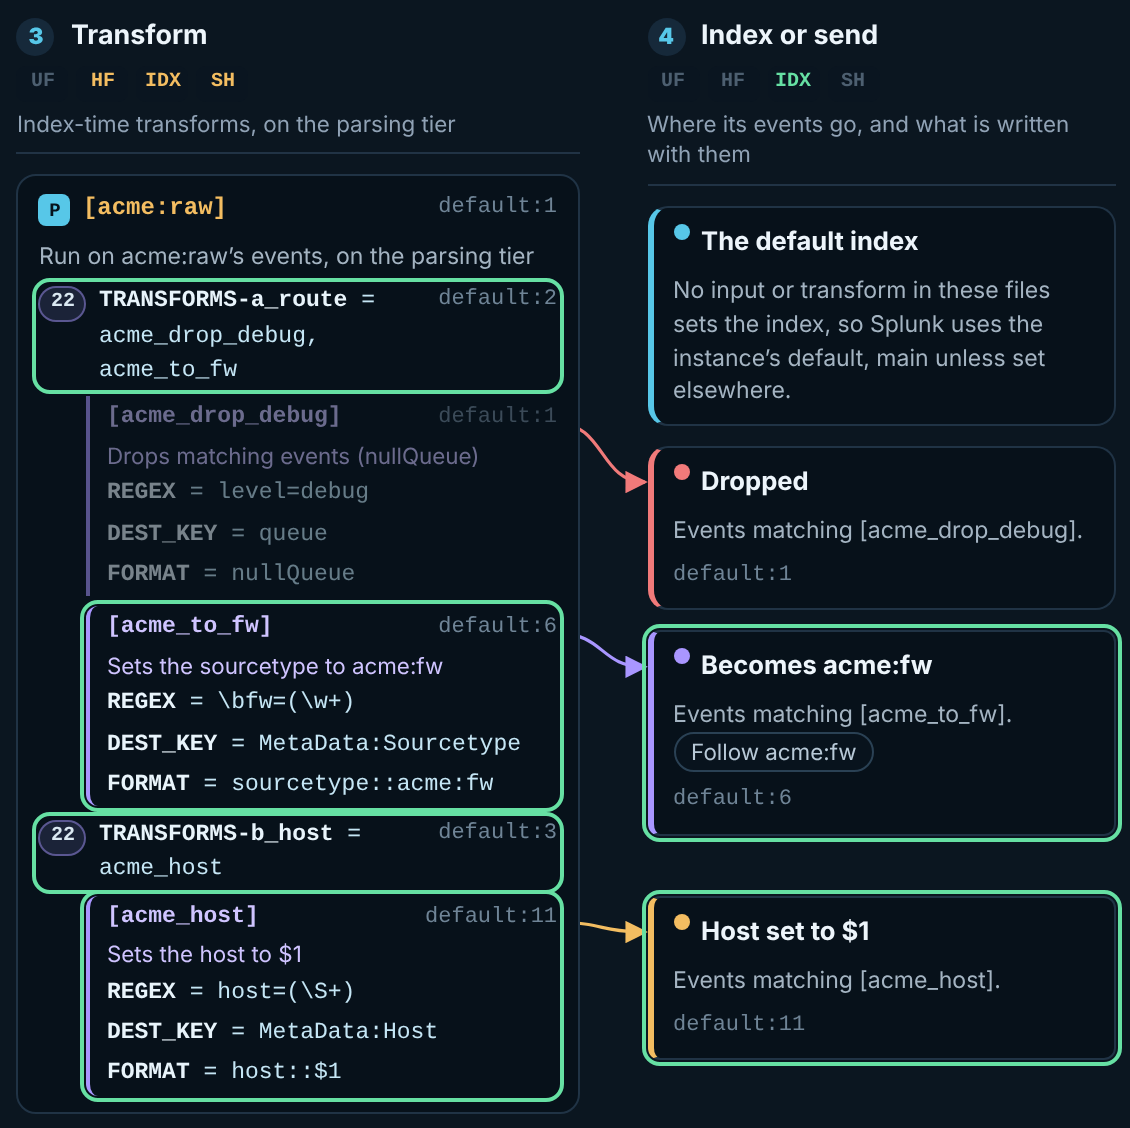 3 Transform
UF HF IDX SH
Index-time transforms, on the parsing tier
P [acme:raw] default:1
Run on acme:raw’s events, on the parsing tier
22 TRANSFORMS-a_route = default:2
acme_drop_debug,
acme_to_fw
[acme_drop_debug] default:1
Drops matching events (nullQueue)
REGEX = level=debug
DEST_KEY = queue
FORMAT = nullQueue
[acme_to_fw] default:6
Sets the sourcetype to acme:fw
REGEX = \bfw=(\w+)
DEST_KEY = MetaData:Sourcetype
FORMAT = sourcetype::acme:fw
22 TRANSFORMS-b_host = default:3
acme_host
[acme_host] default:11
Sets the host to $1
REGEX = host=(\S+)
DEST_KEY = MetaData:Host
FORMAT = host::$1
4 Index or send
UF HF IDX SH
Where its events go, and what is written
with them
The default index
No input or transform in these files
sets the index, so Splunk uses the
instance’s default, main unless set
elsewhere.
Dropped
Events matching [acme_drop_debug].
default:1
Becomes acme:fw
Events matching [acme_to_fw].
Follow acme:fw
default:6
Host set to $1
Events matching [acme_host].
default:11